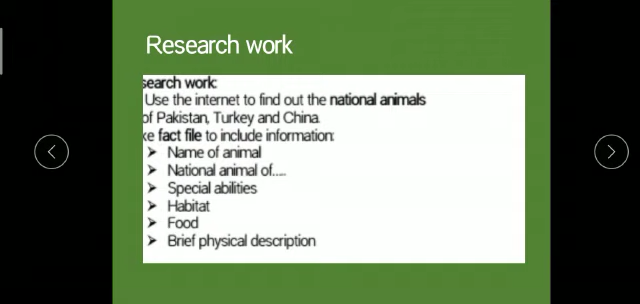 Research work
search work:
Use the internet to find out the national animals
of Pakistan, Turkey and China.
ke fact file to include information:
➤ Name of animal
➤ National animal of....
➤ Special abilities
➤ Habitat
➤ Food
➤ Brief physical description